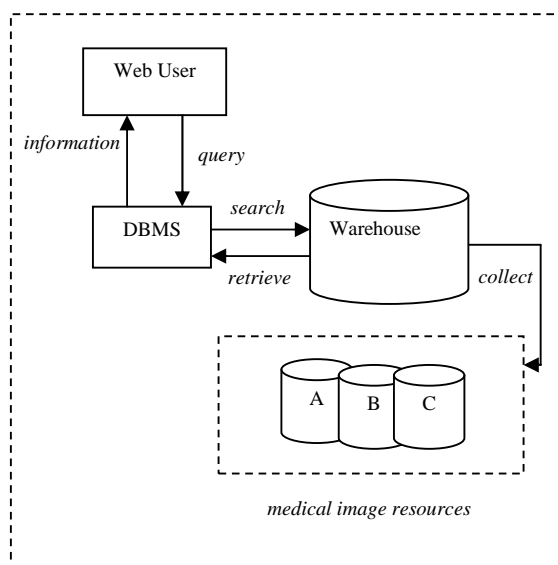 Web User
information
query
DBMS
search
Warehouse
retrieve
collect
A
B
C
medical image resources